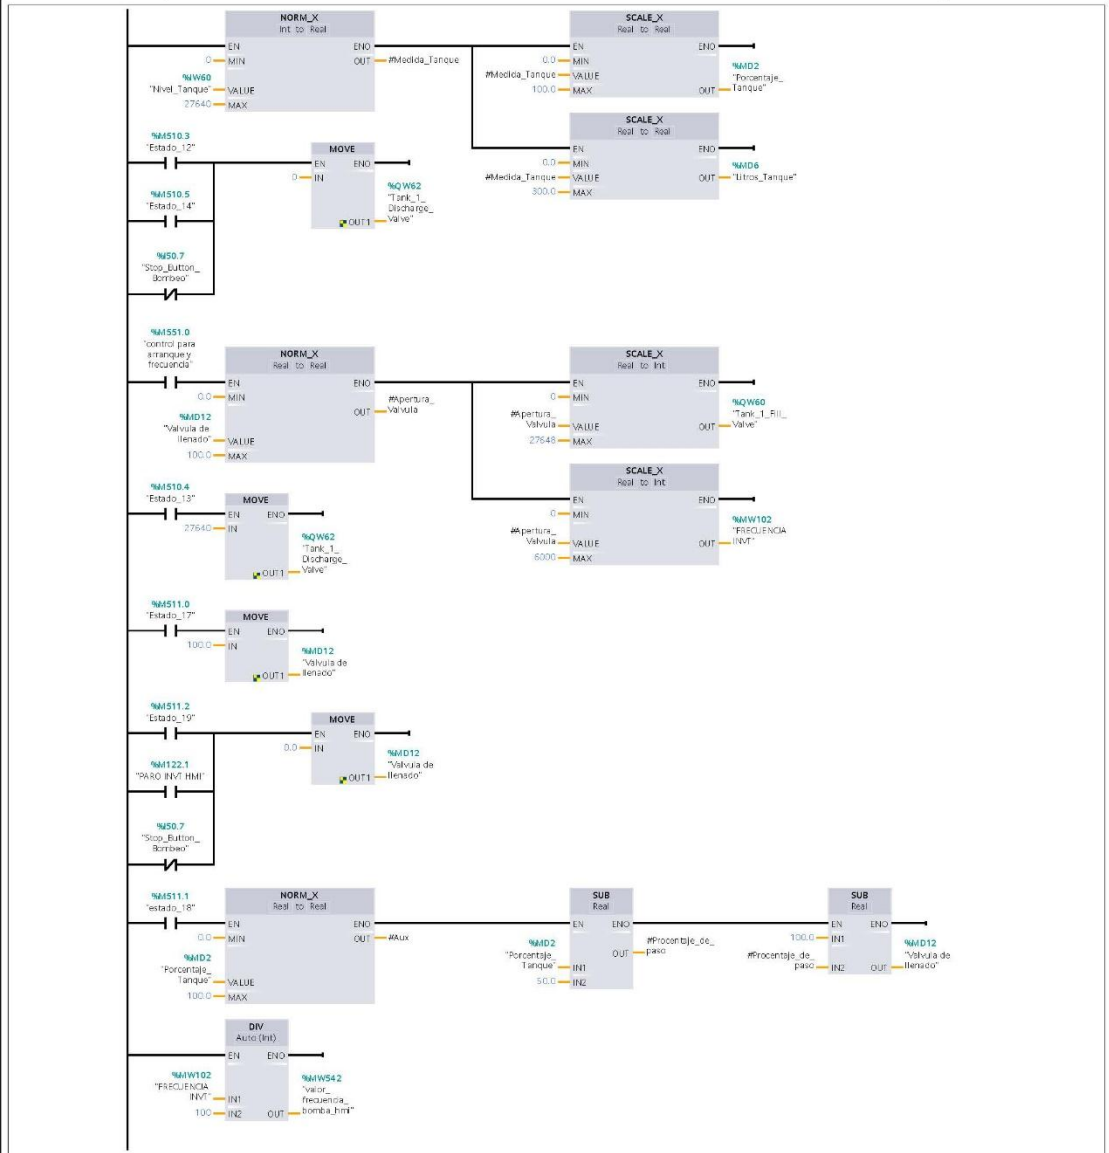 NORM_X
Int to Real
EN
ENO
0
MIN
OUT
#Medida_Tanque
%IW60
"Nivel_Tanque"
VALUE
27640
MAX
SCALE_X
Real to Real
EN
ENO
0.0
MIN
#Medida_Tanque
VALUE
100.0
MAX
OUT
%MD2
"Porcentaje_
Tanque"
SCALE_X
Real to Real
EN
ENO
0.0
MIN
#Medida_Tanque
VALUE
OUT
300.0
MAX
%MD6
"Litros_Tanque"
%M510.3
"Estado_12"
%M510.5
"Estado_14"
%I50.7
"Stop_Button_
Bombeo"
MOVE
EN
ENO
0
IN
OUT1
%QW62
"Tank_1_
Discharge_
Valve"
%M551.0
"control para
arranque y
frecuencia"
NORM_X
Real to Real
EN
ENO
0.0
MIN
OUT
#Apertura_
Valvula
%MD12
"Valvula de
llenado"
VALUE
100.0
MAX
SCALE_X
Real to Int
EN
ENO
0
MIN
#Apertura_
Valvula
VALUE
OUT
27648
MAX
%QW60
"Tank_1_Fill_
Valve"
SCALE_X
Real to Int
EN
ENO
0
MIN
#Apertura_
Valvula
VALUE
OUT
6000
MAX
%MW102
"FRECUENCIA
INVT"
%M510.4
"Estado_13"
MOVE
EN
ENO
27640
IN
OUT1
%QW62
"Tank_1_
Discharge_
Valve"
%M511.0
"Estado_17"
MOVE
EN
ENO
100.0
IN
OUT1
%MD12
"Valvula de
llenado"
%M511.2
"Estado_19"
%M122.1
"PARO INVT HMI"
%I50.7
"Stop_Button_
Bombeo"
MOVE
EN
ENO
0.0
IN
OUT1
%MD12
"Valvula de
llenado"
%M511.1
"estado_18"
NORM_X
Real to Real
EN
ENO
0.0
MIN
OUT
#Aux
%MD2
"Porcentaje_
Tanque"
VALUE
100.0
MAX
SUB
Real
EN
ENO
%MD2
"Porcentaje_
Tanque"
IN1
50.0
IN2
OUT
#Procentaje_de_
paso
SUB
Real
EN
ENO
100.0
IN1
#Procentaje_de_
paso
IN2
OUT
%MD12
"Valvula de
llenado"
DIV
Auto (Int)
EN
ENO
%MW102
"FRECUENCIA
INVT"
IN1
100
IN2
OUT
%MW542
"valor_
frecuencia_
bomba_hmi"